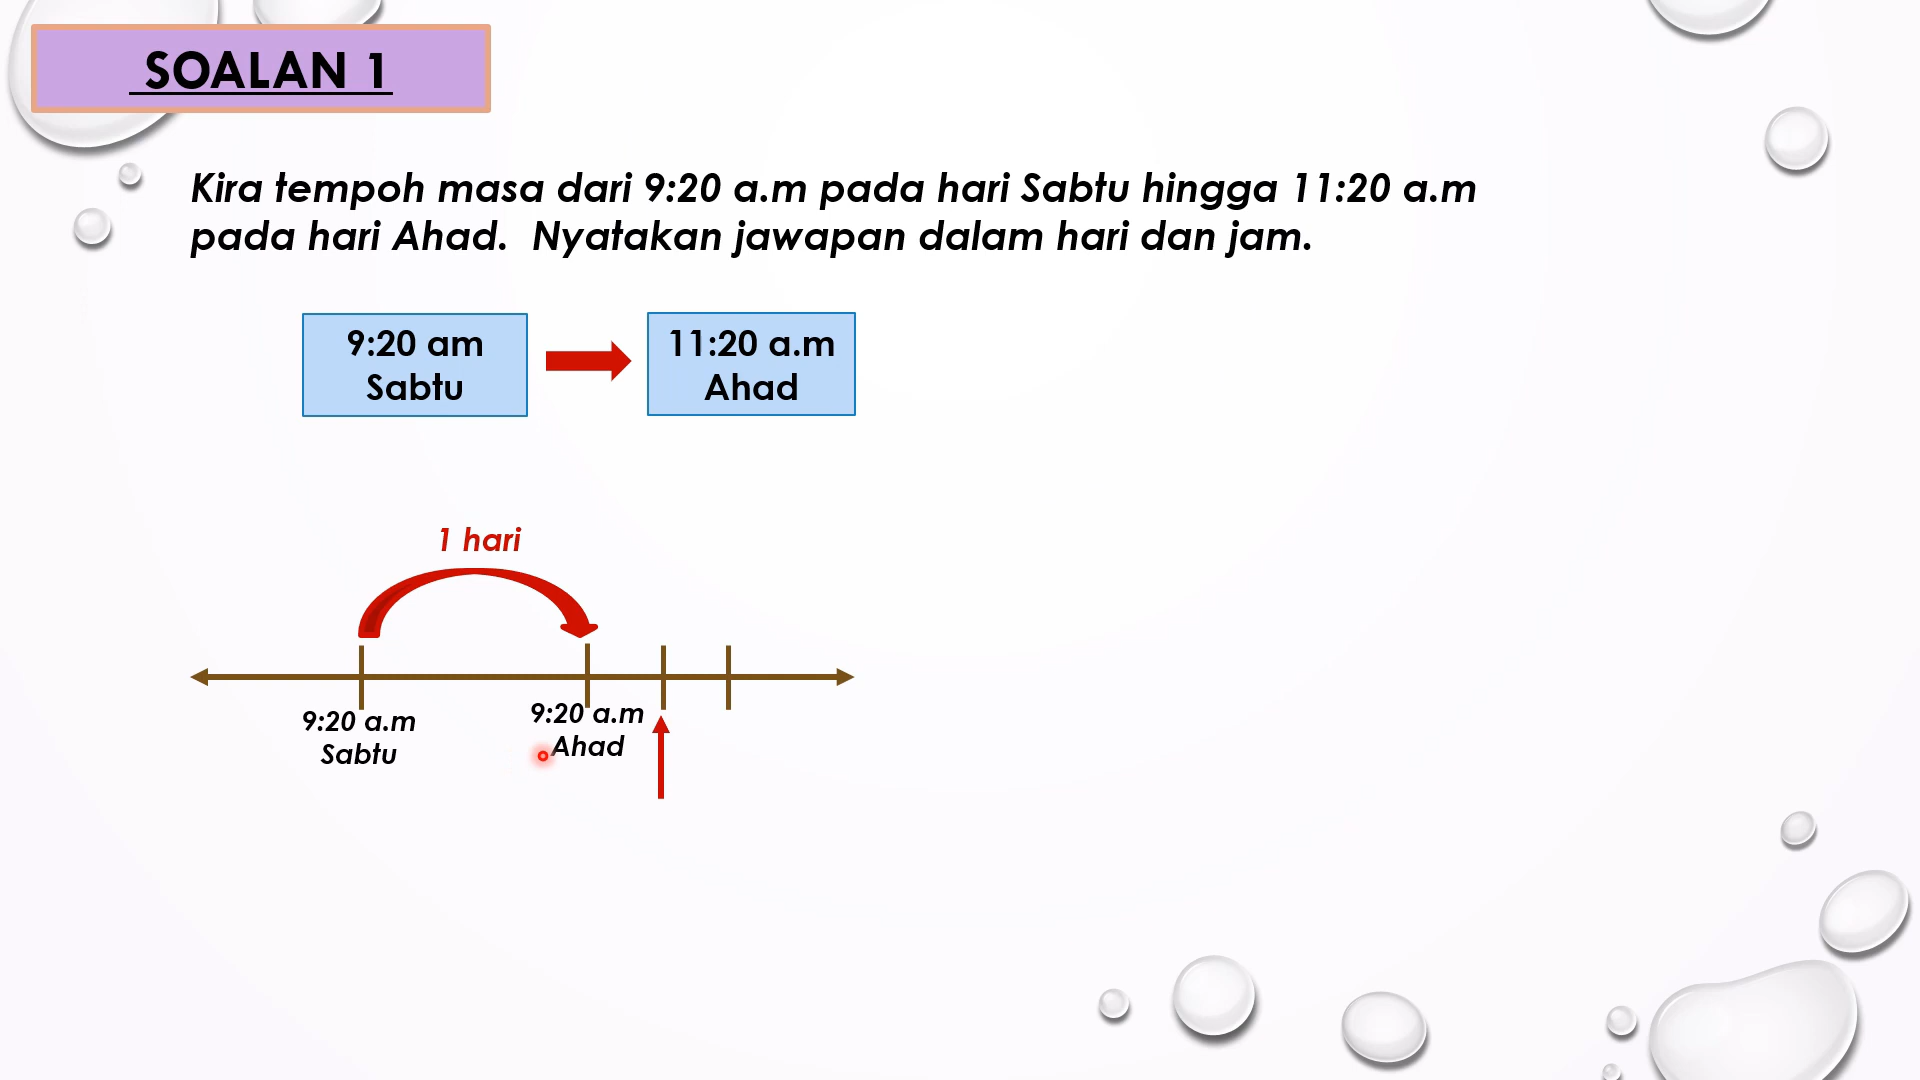 SOALAN 1
Kira tempoh masa dari 9:20 a.m pada hari Sabtu hingga 11:20 a.m
pada hari Ahad.  Nyatakan jawapan dalam hari dan jam.
9:20 am
Sabtu
11:20 a.m
Ahad
1 hari
9:20 a.m
Sabtu
9:20 a.m
Ahad